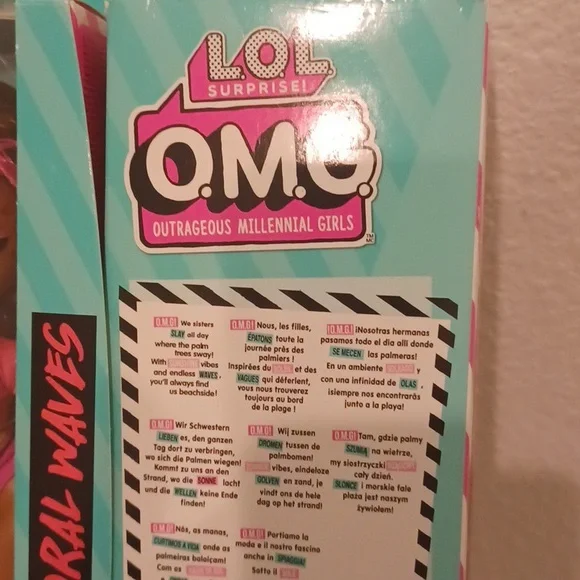 L.O.L.
SURPRISE!
O.M.G.
OUTRAGEOUS MILLENNIAL GIRLS
TM
MC
ORAL WAVES
O.M.G! We sisters
SLAY all day
where the palm
trees sway!
With vibes
and endless WAVES,
you'll always find
us beachside!
O.M.G! Nous, les filles,
ÉPATONS toute la
journée près des
palmiers !
Inspirées du SOLEIL et des
VAGUES qui déferlent,
vous nous trouverez
toujours au bord
de la plage !
O.M.G! ¡Nosotras hermanas
pasamos todo el día allí donde
SE MECEN las palmeras!
En un ambiente SOLEADO y
con una infinidad de OLAS,
¡siempre nos encontrarás
junto a la playa!
O.M.G! Wir Schwestern
LIEBEN es, den ganzen
Tag dort zu verbringen,
wo sich die Palmen wiegen!
Kommt zu uns an den
Strand, wo die SONNE lacht
und die WELLEN keine Ende
finden!
O.M.G! Wij zussen
DROMEN tussen de
palmbomen!
vibes, eindeloze
GOLVEN en zand, je
vindt ons de hele
dag op het strand!
O.M.G! Tam, gdzie palmy
SZUMIĄ na wietrze,
my siostrzyczki
cały dzień.
SŁOŃCE i morskie fale
plaża jest naszym
żywiołem!
O.M.G! Nós, as manas,
CURTIMOS A VIDA onde as
palmeiras balançam!
Com as
O.M.G! Portiamo la
moda e il nostro fascino
anche in SPIAGGIA!
Sotto il SOLE